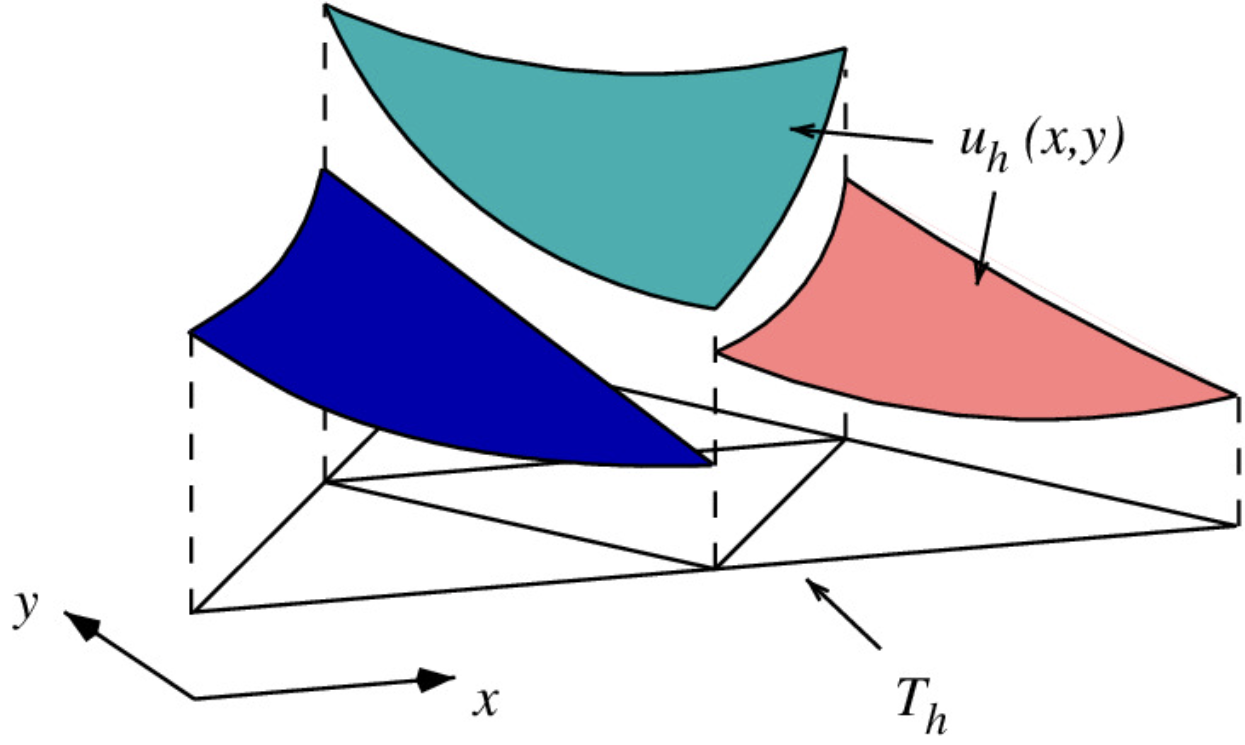 u_h (x,y)
y
x
T_h